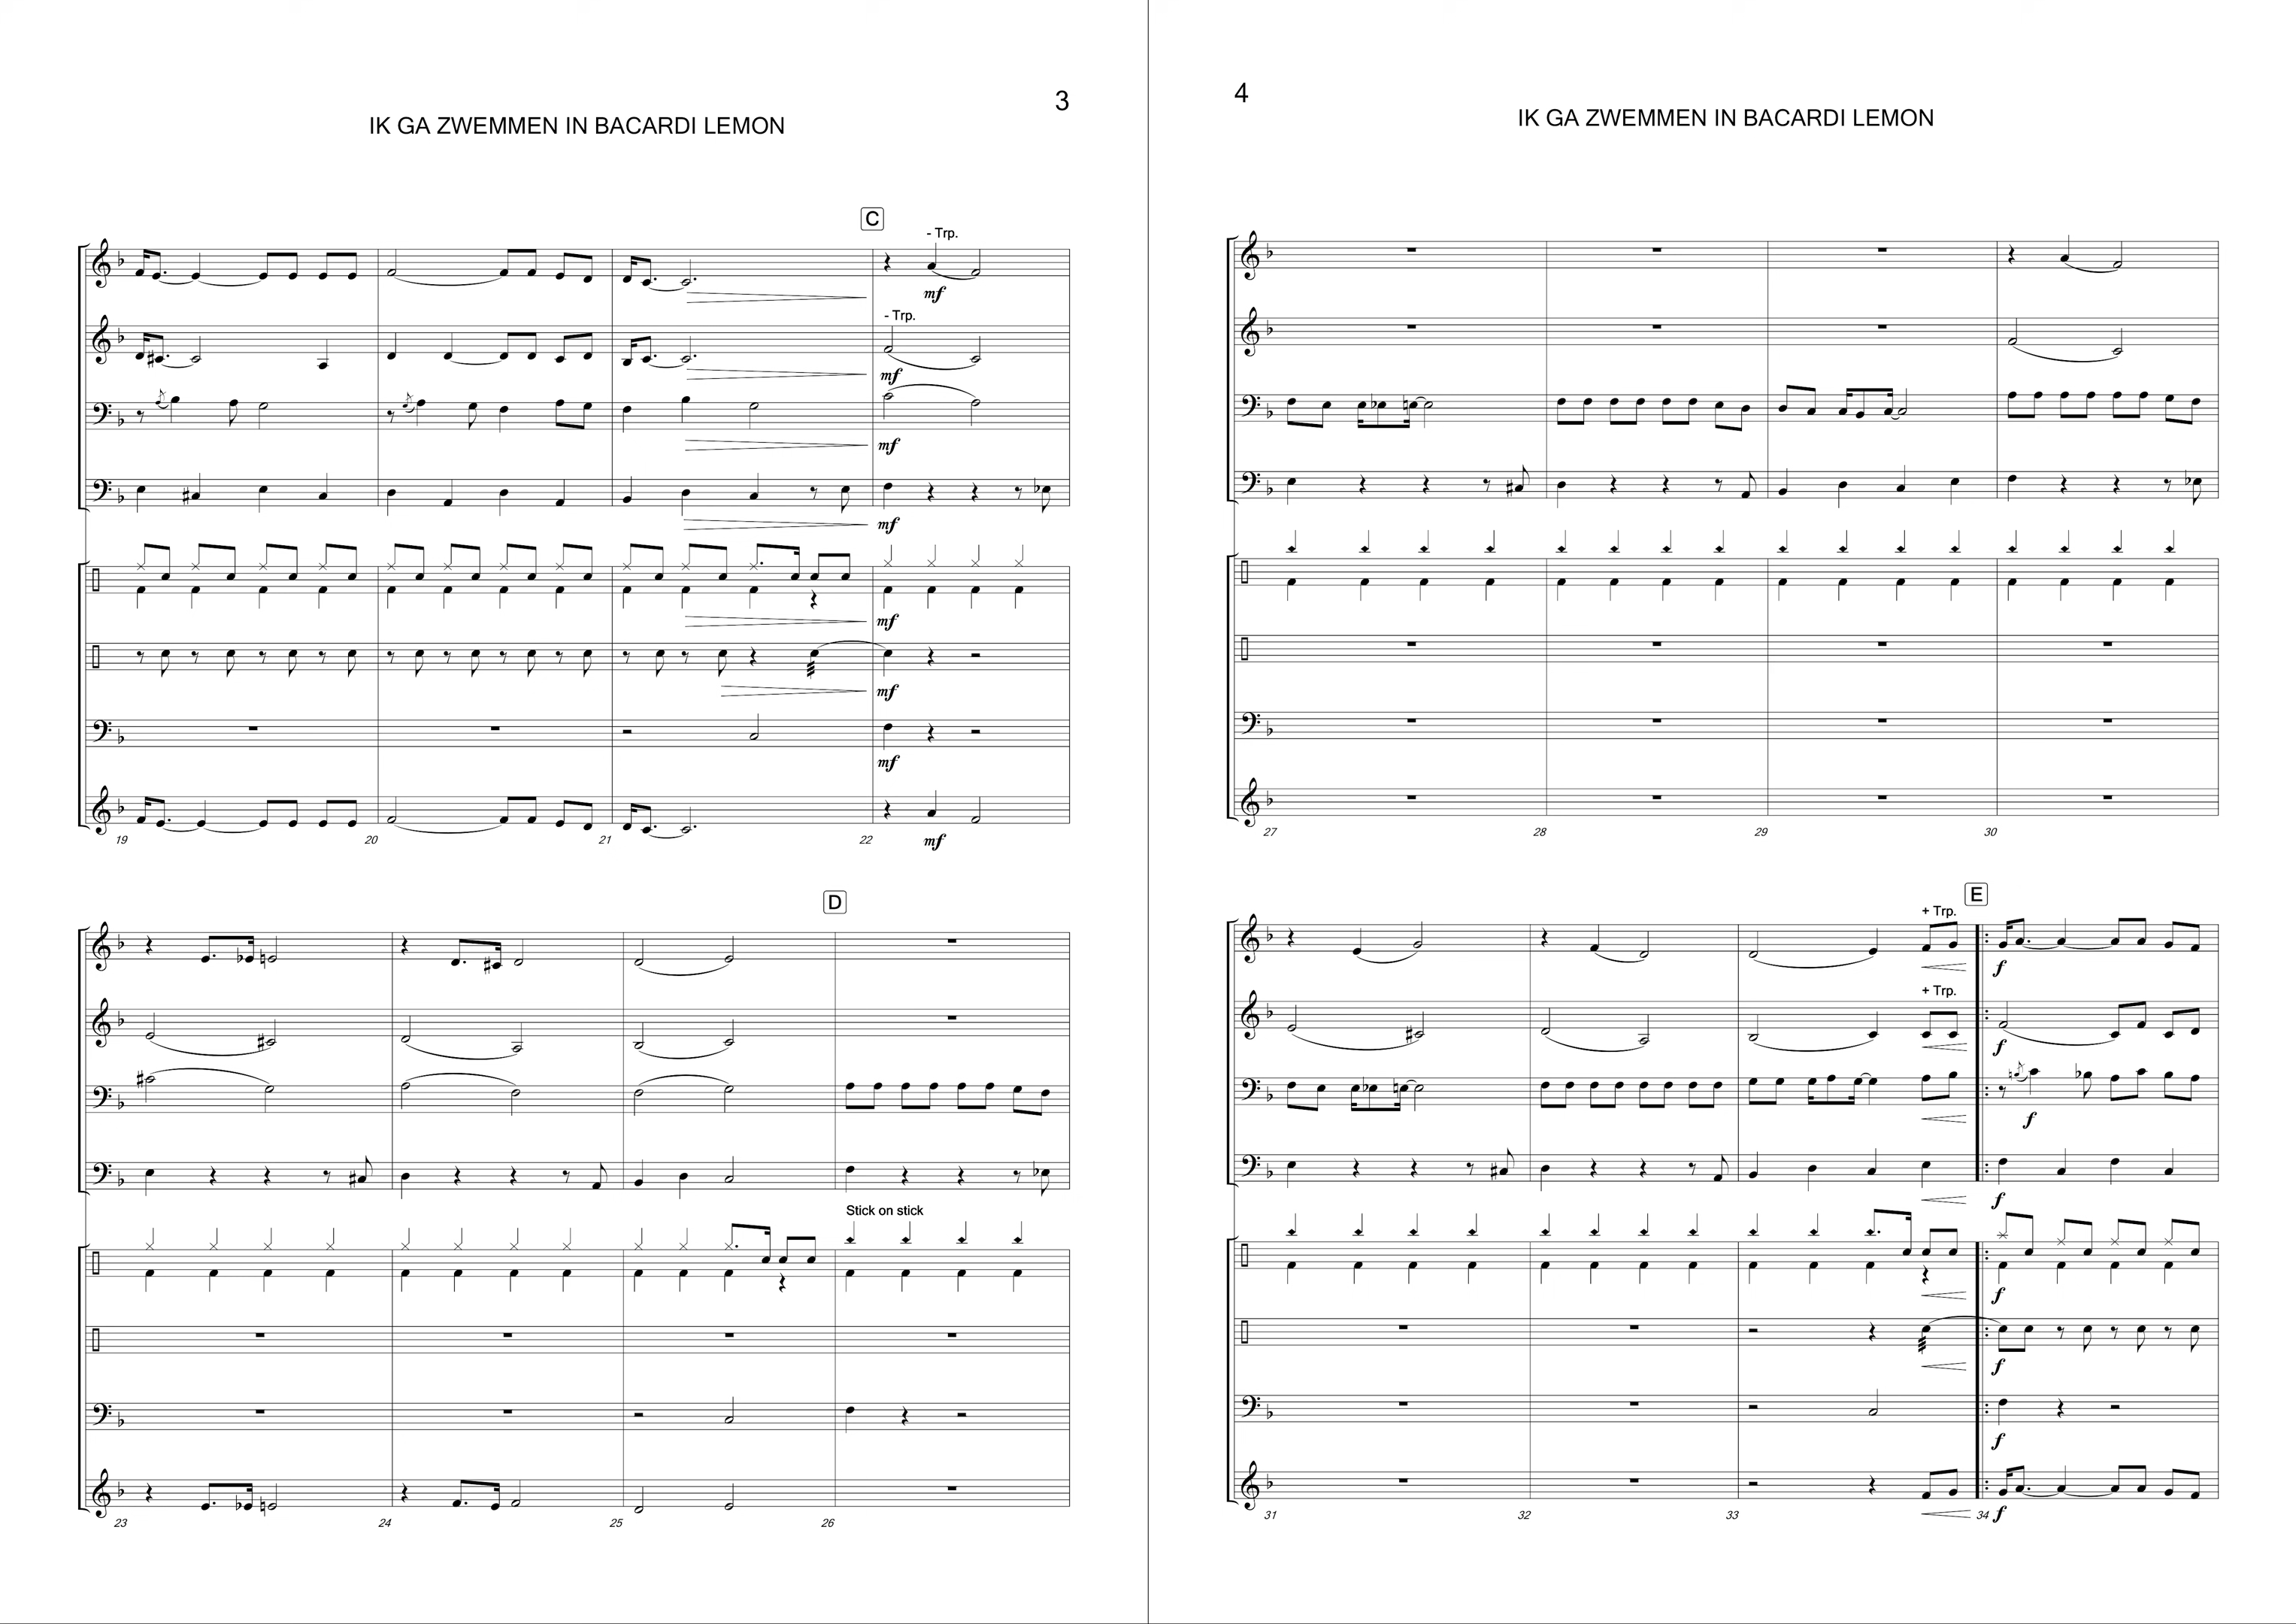 3
IK GA ZWEMMEN IN BACARDI LEMON
C
- Trp.
mf
- Trp.
mf
mf
mf
mf
mf
mf
19 20 21 22 mf
D
Stick on stick
23 24 25 26
4
IK GA ZWEMMEN IN BACARDI LEMON
27 28 29 30
E
+ Trp.
f
+ Trp.
f
f
f
f
f
f
31 32 33 34 f